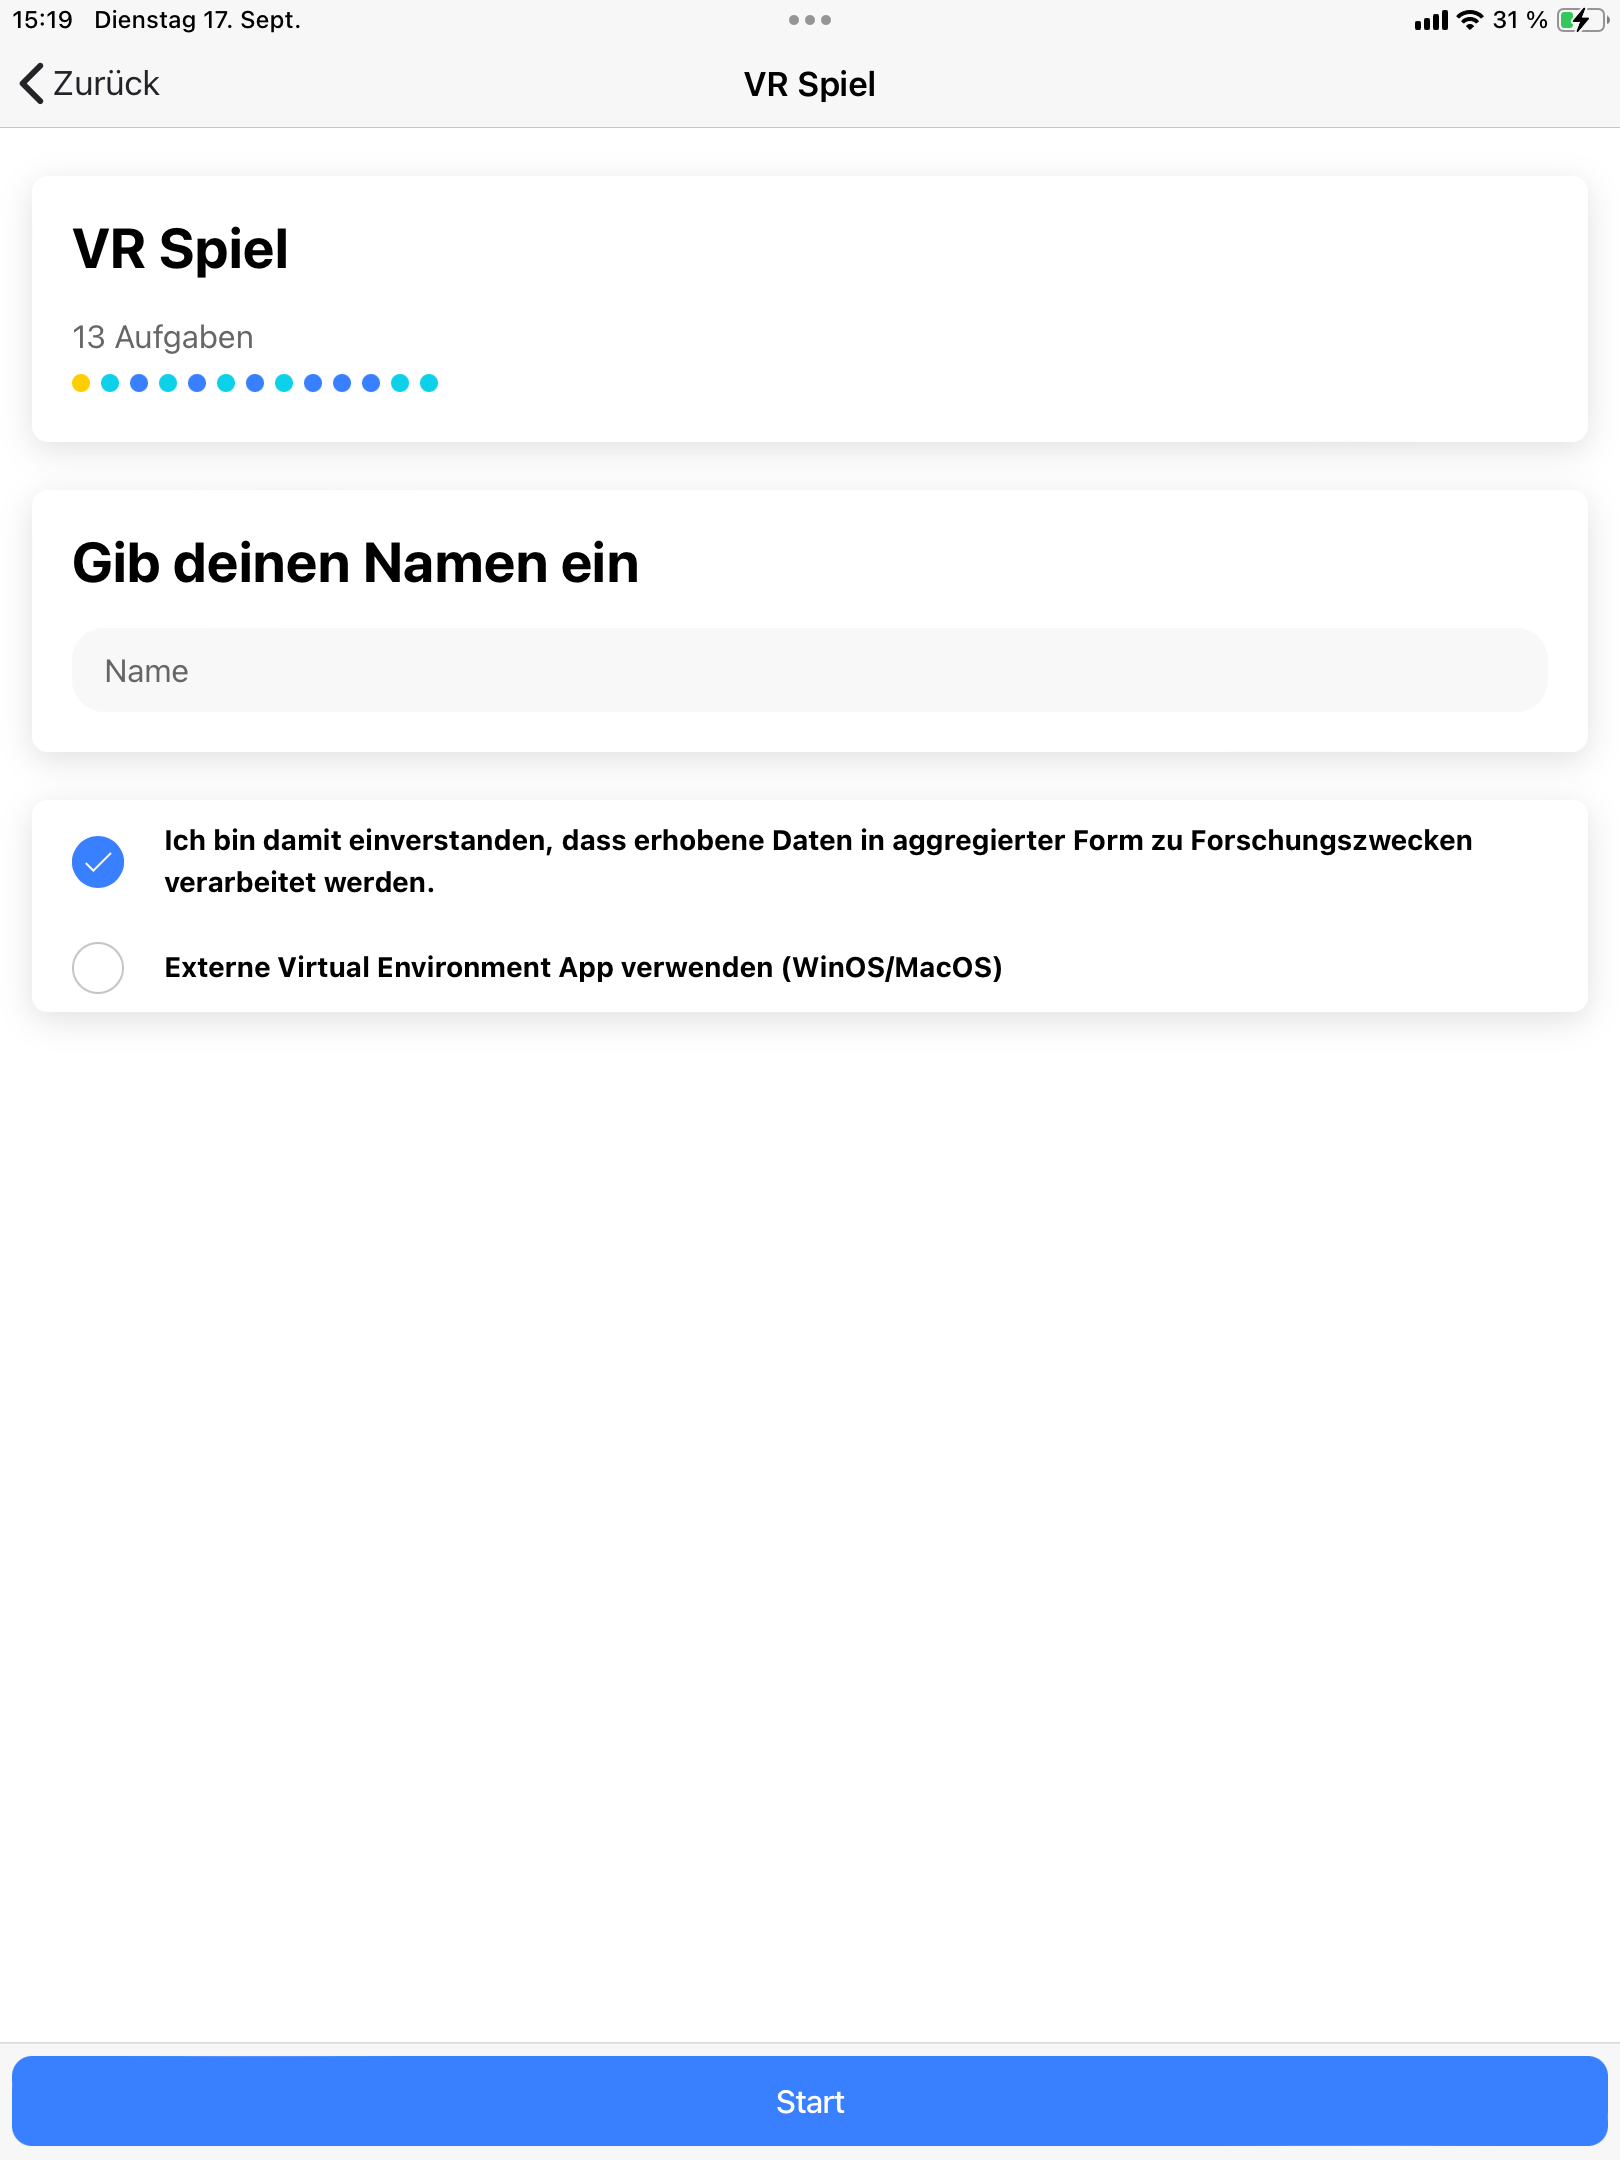 15:19 Dienstag 17. Sept.
31 %
Zurück
VR Spiel
VR Spiel
13 Aufgaben
Gib deinen Namen ein
Name
Ich bin damit einverstanden, dass erhobene Daten in aggregierter Form zu Forschungszwecken
verarbeitet werden.
Externe Virtual Environment App verwenden (WinOS/MacOS)
Start